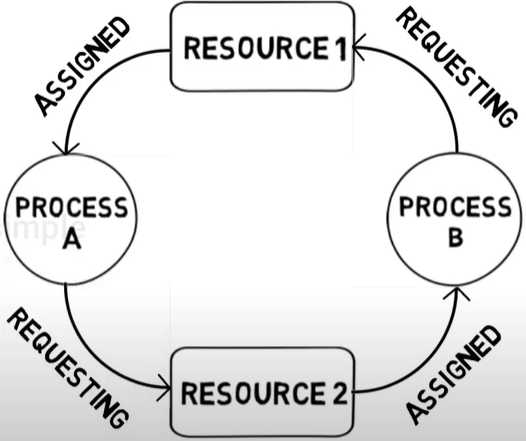 ASSIGNED
RESOURCE 1
REQUESTING
PROCESS
A
PROCESS
B
REQUESTING
RESOURCE 2
ASSIGNED